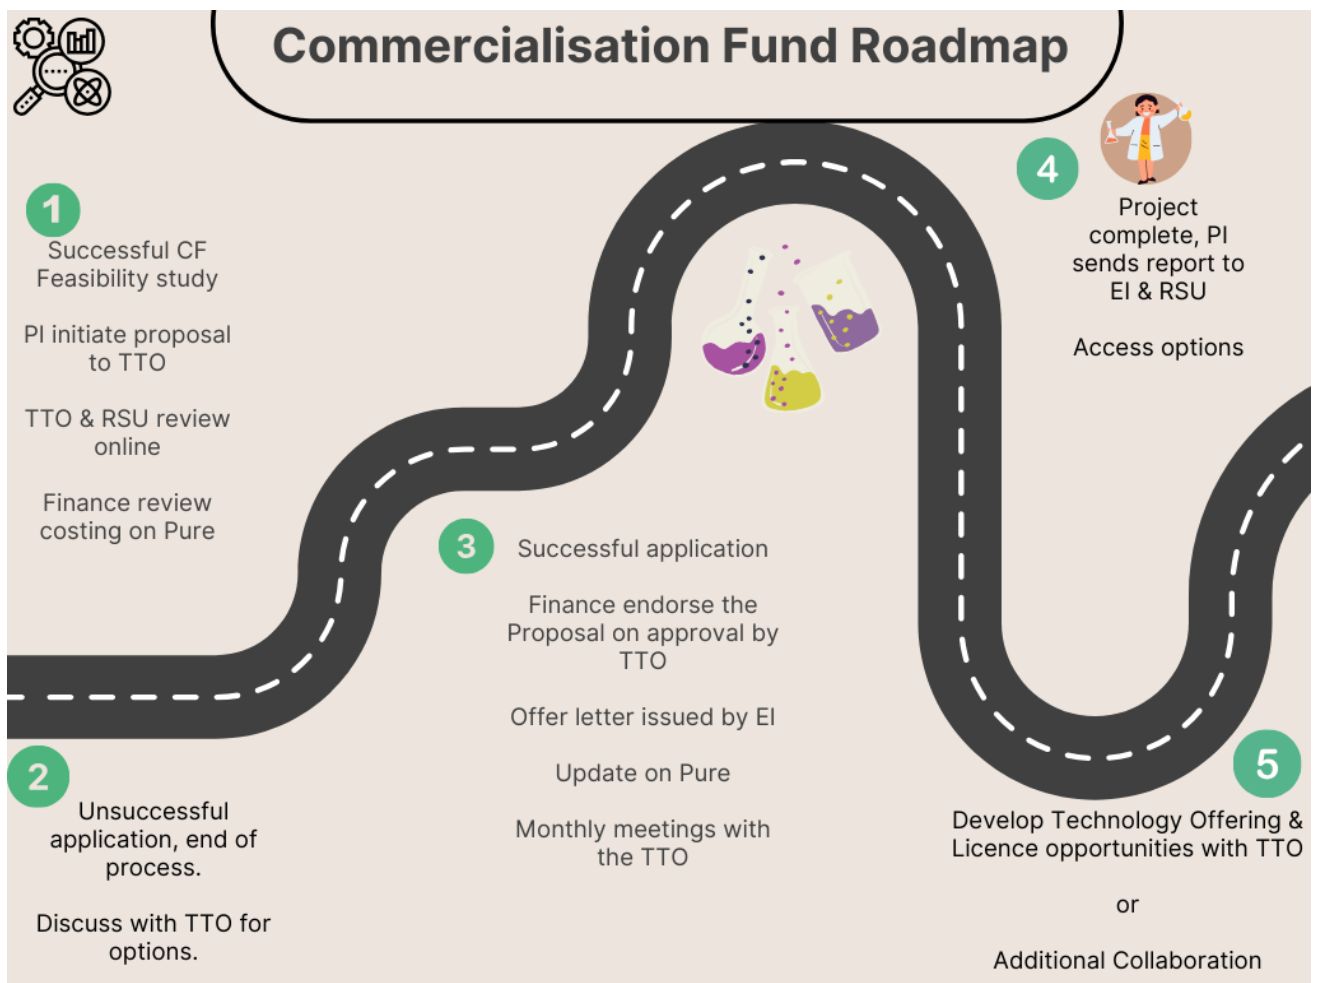 Commercialisation Fund Roadmap
1
Successful CF
Feasibility study
PI initiate proposal
to TTO
TTO & RSU review
online
Finance review
costing on Pure
2
Unsuccessful
application, end of
process.
Discuss with TTO for
options.
3
Successful application
Finance endorse the
Proposal on approval by
TTO
Offer letter issued by EI
Update on Pure
Monthly meetings with
the TTO
4
Project
complete, PI
sends report to
EI & RSU
Access options
5
Develop Technology Offering &
Licence opportunities with TTO
or
Additional Collaboration